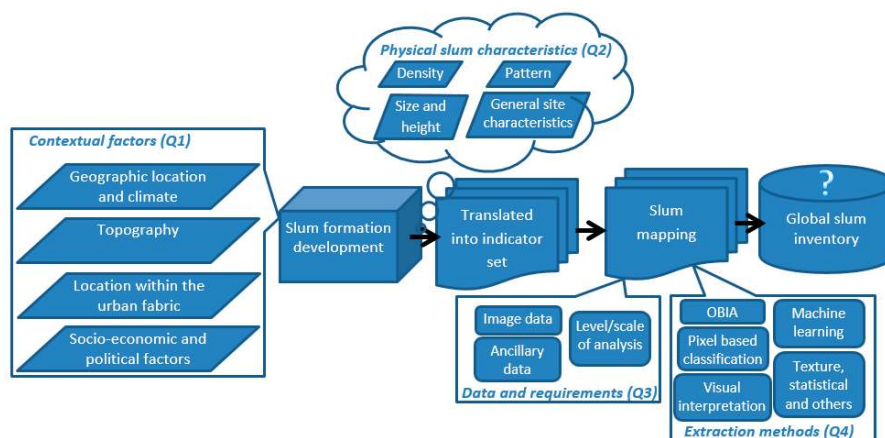 Physical slum characteristics (Q2)
Density
Pattern
Size and
height
General site
characteristics
Contextual factors (Q1)
Geographic location
and climate
Topography
Location within the
urban fabric
Socio-economic and
political factors
Slum formation
development
Translated
into indicator
set
Slum
mapping
?
Global slum
inventory
Image data
Ancillary
data
Level/scale
of analysis
Data and requirements (Q3)
OBIA
Pixel based
classification
Visual
interpretation
Machine
learning
Texture,
statistical
and others
Extraction methods (Q4)